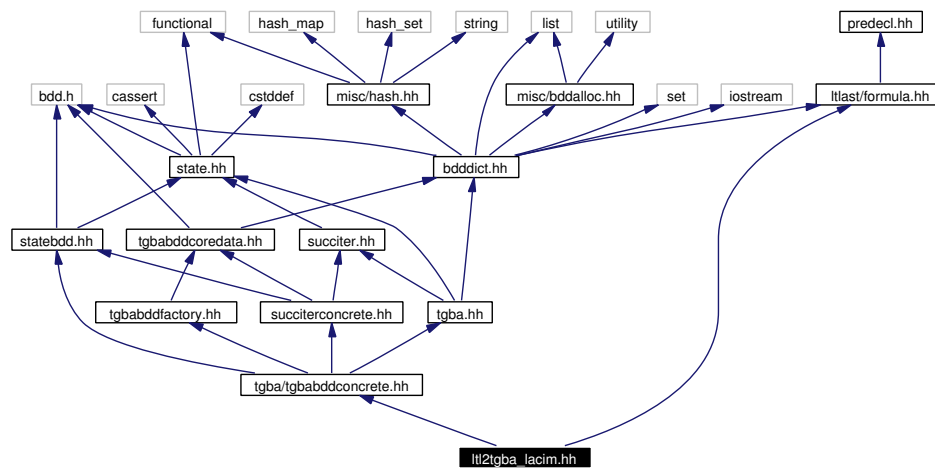 functional
hash_map
hash_set
string
list
utility
predecl.hh
bdd.h
cassert
cstddef
misc/hash.hh
misc/bddalloc.hh
set
iostream
ltlast/formula.hh
state.hh
bdddict.hh
statebdd.hh
tgbabddcoredata.hh
succiter.hh
tgbabddfactory.hh
succiterconcrete.hh
tgba.hh
tgba/tgbabddconcrete.hh
ltl2tgba_lacim.hh